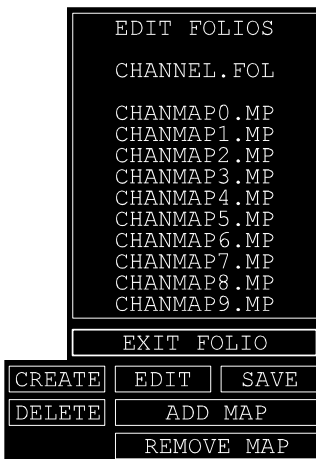 EDIT FOLIOS
CHANNEL.FOL
CHANMAP0.MP
CHANMAP1.MP
CHANMAP2.MP
CHANMAP3.MP
CHANMAP4.MP
CHANMAP5.MP
CHANMAP6.MP
CHANMAP7.MP
CHANMAP8.MP
CHANMAP9.MP
EXIT FOLIO
CREATE EDIT SAVE
DELETE ADD MAP
REMOVE MAP